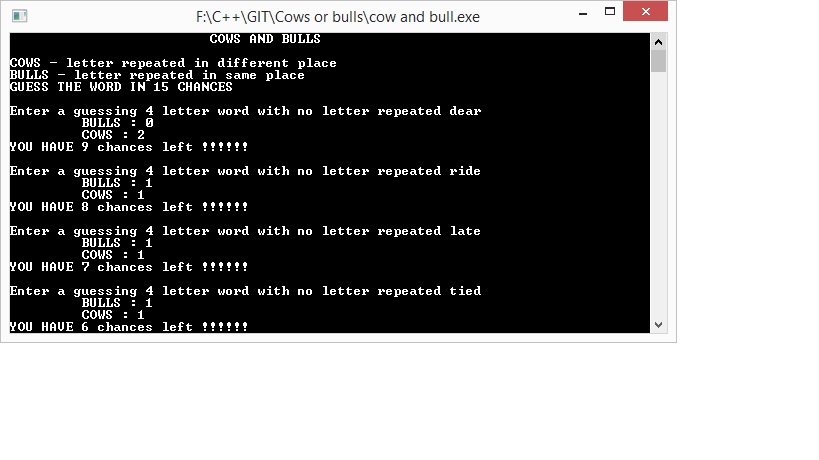 F:\C++\GIT\Cows or bulls\cow and bull.exe
COWS AND BULLS
COWS - letter repeated in different place
BULLS - letter repeated in same place
GUESS THE WORD IN 15 CHANCES
Enter a guessing 4 letter word with no letter repeated dear
BULLS : 0
COWS : 2
YOU HAVE 9 chances left !!!!!!
Enter a guessing 4 letter word with no letter repeated ride
BULLS : 1
COWS : 1
YOU HAVE 8 chances left !!!!!!
Enter a guessing 4 letter word with no letter repeated late
BULLS : 1
COWS : 1
YOU HAVE 7 chances left !!!!!!
Enter a guessing 4 letter word with no letter repeated tied
BULLS : 1
COWS : 1
YOU HAVE 6 chances left !!!!!!